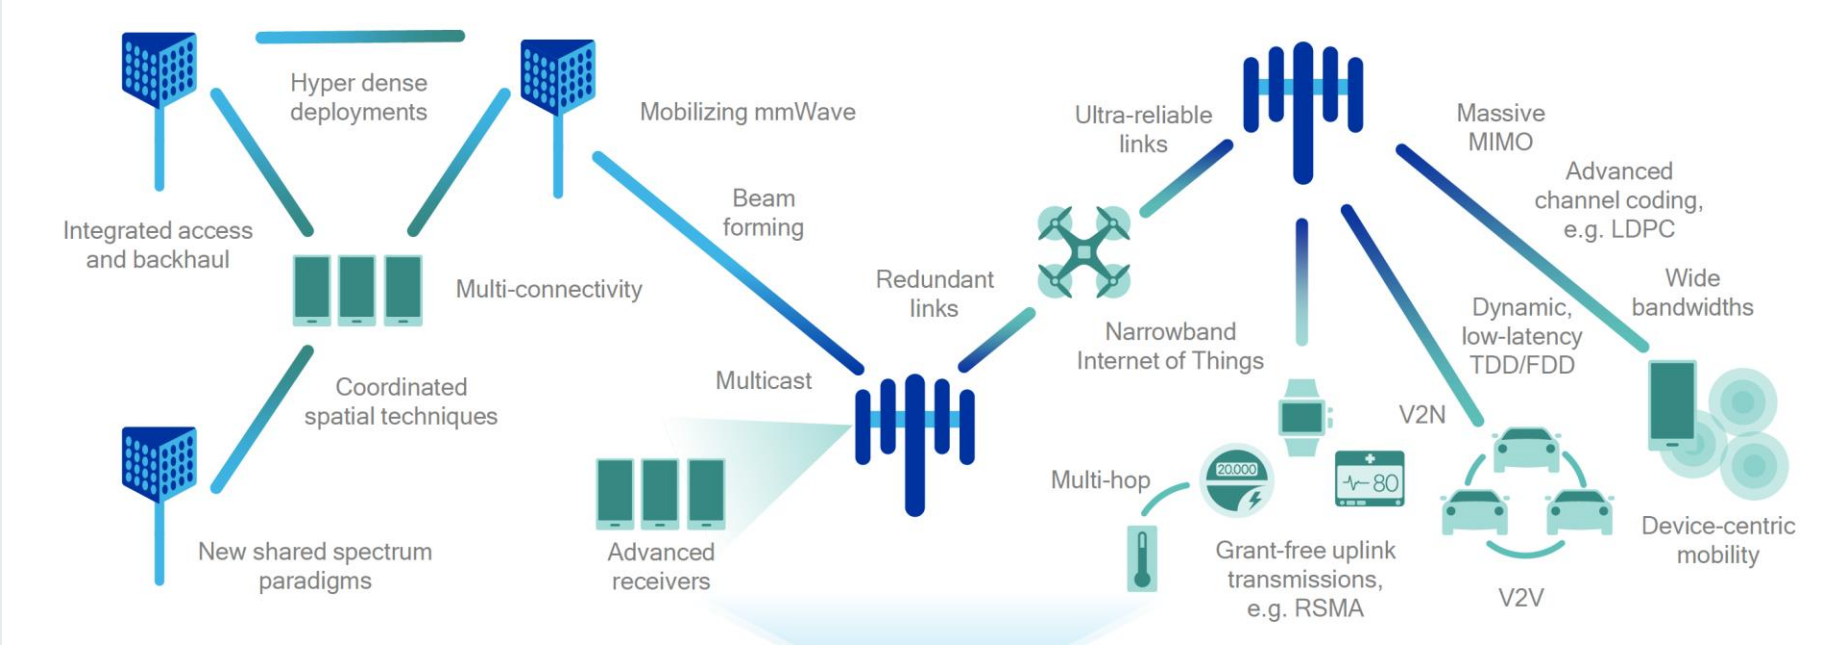 Hyper dense
deployments
Mobilizing mmWave
Integrated access
and backhaul
Multi-connectivity
Beam
forming
Coordinated
spatial techniques
New shared spectrum
paradigms
Multicast
Advanced
receivers
Redundant
links
Ultra-reliable
links
Massive
MIMO
Advanced
channel coding,
e.g. LDPC
Wide
bandwidths
Narrowband
Internet of Things
Dynamic,
low-latency
TDD/FDD
V2N
Multi-hop
20.000
80
Grant-free uplink
transmissions,
e.g. RSMA
V2V
Device-centric
mobility